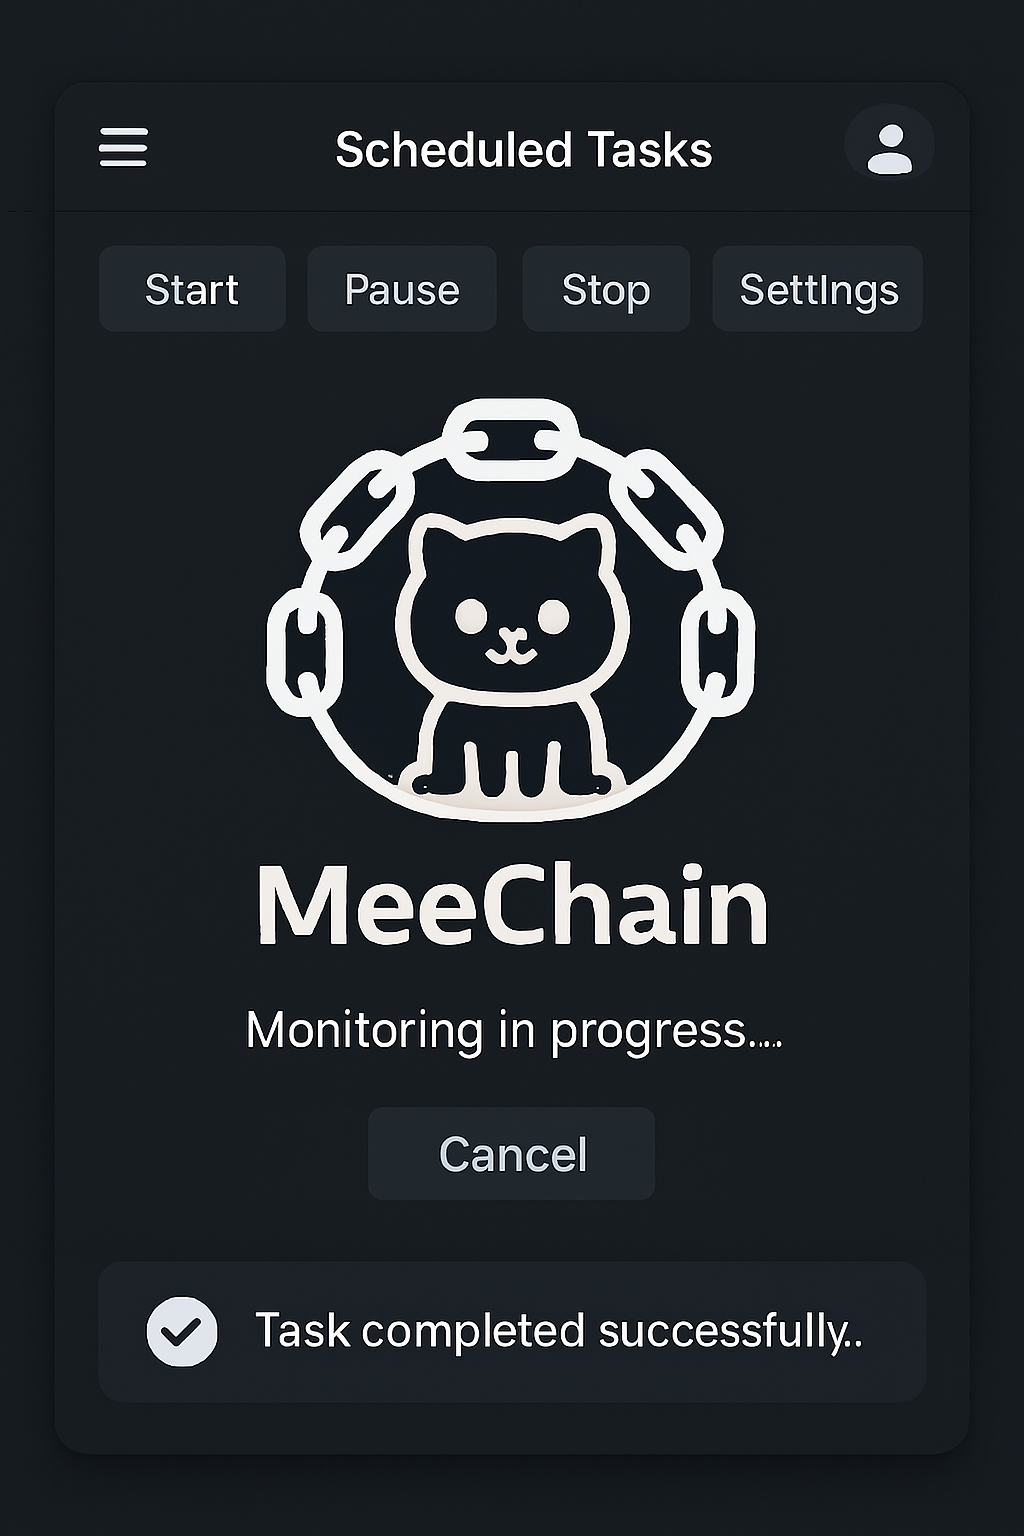 Scheduled Tasks
Start Pause Stop SettIngs
MeeChain
Monitoring in progress....
Cancel
Task completed successfully..